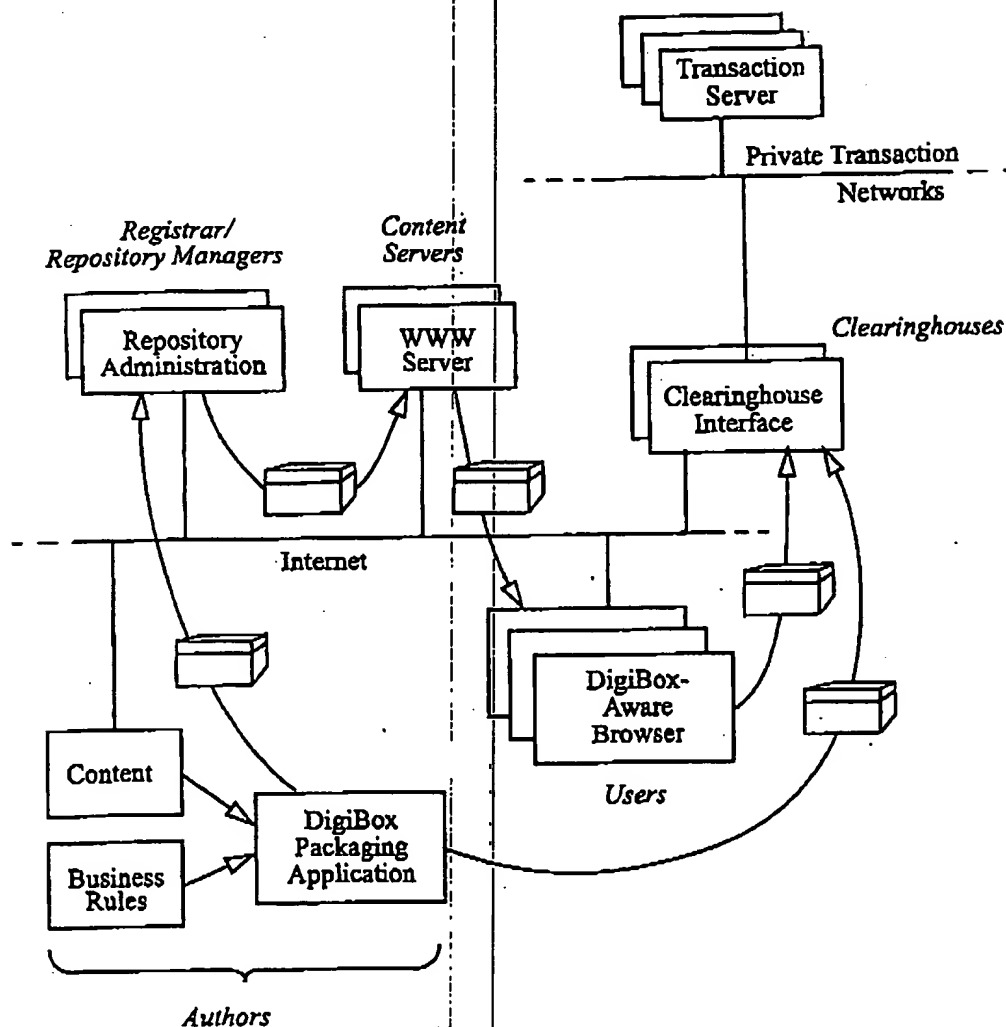 Transaction
Server
Private Transaction
Networks
Registrar/
Repository Managers
Content
Servers
Clearinghouses
Repository
Administration
WWW
Server
Clearinghouse
Interface
Internet
DigiBox-
Aware
Browser
Users
Content
DigiBox
Packaging
Application
Business
Rules
Authors